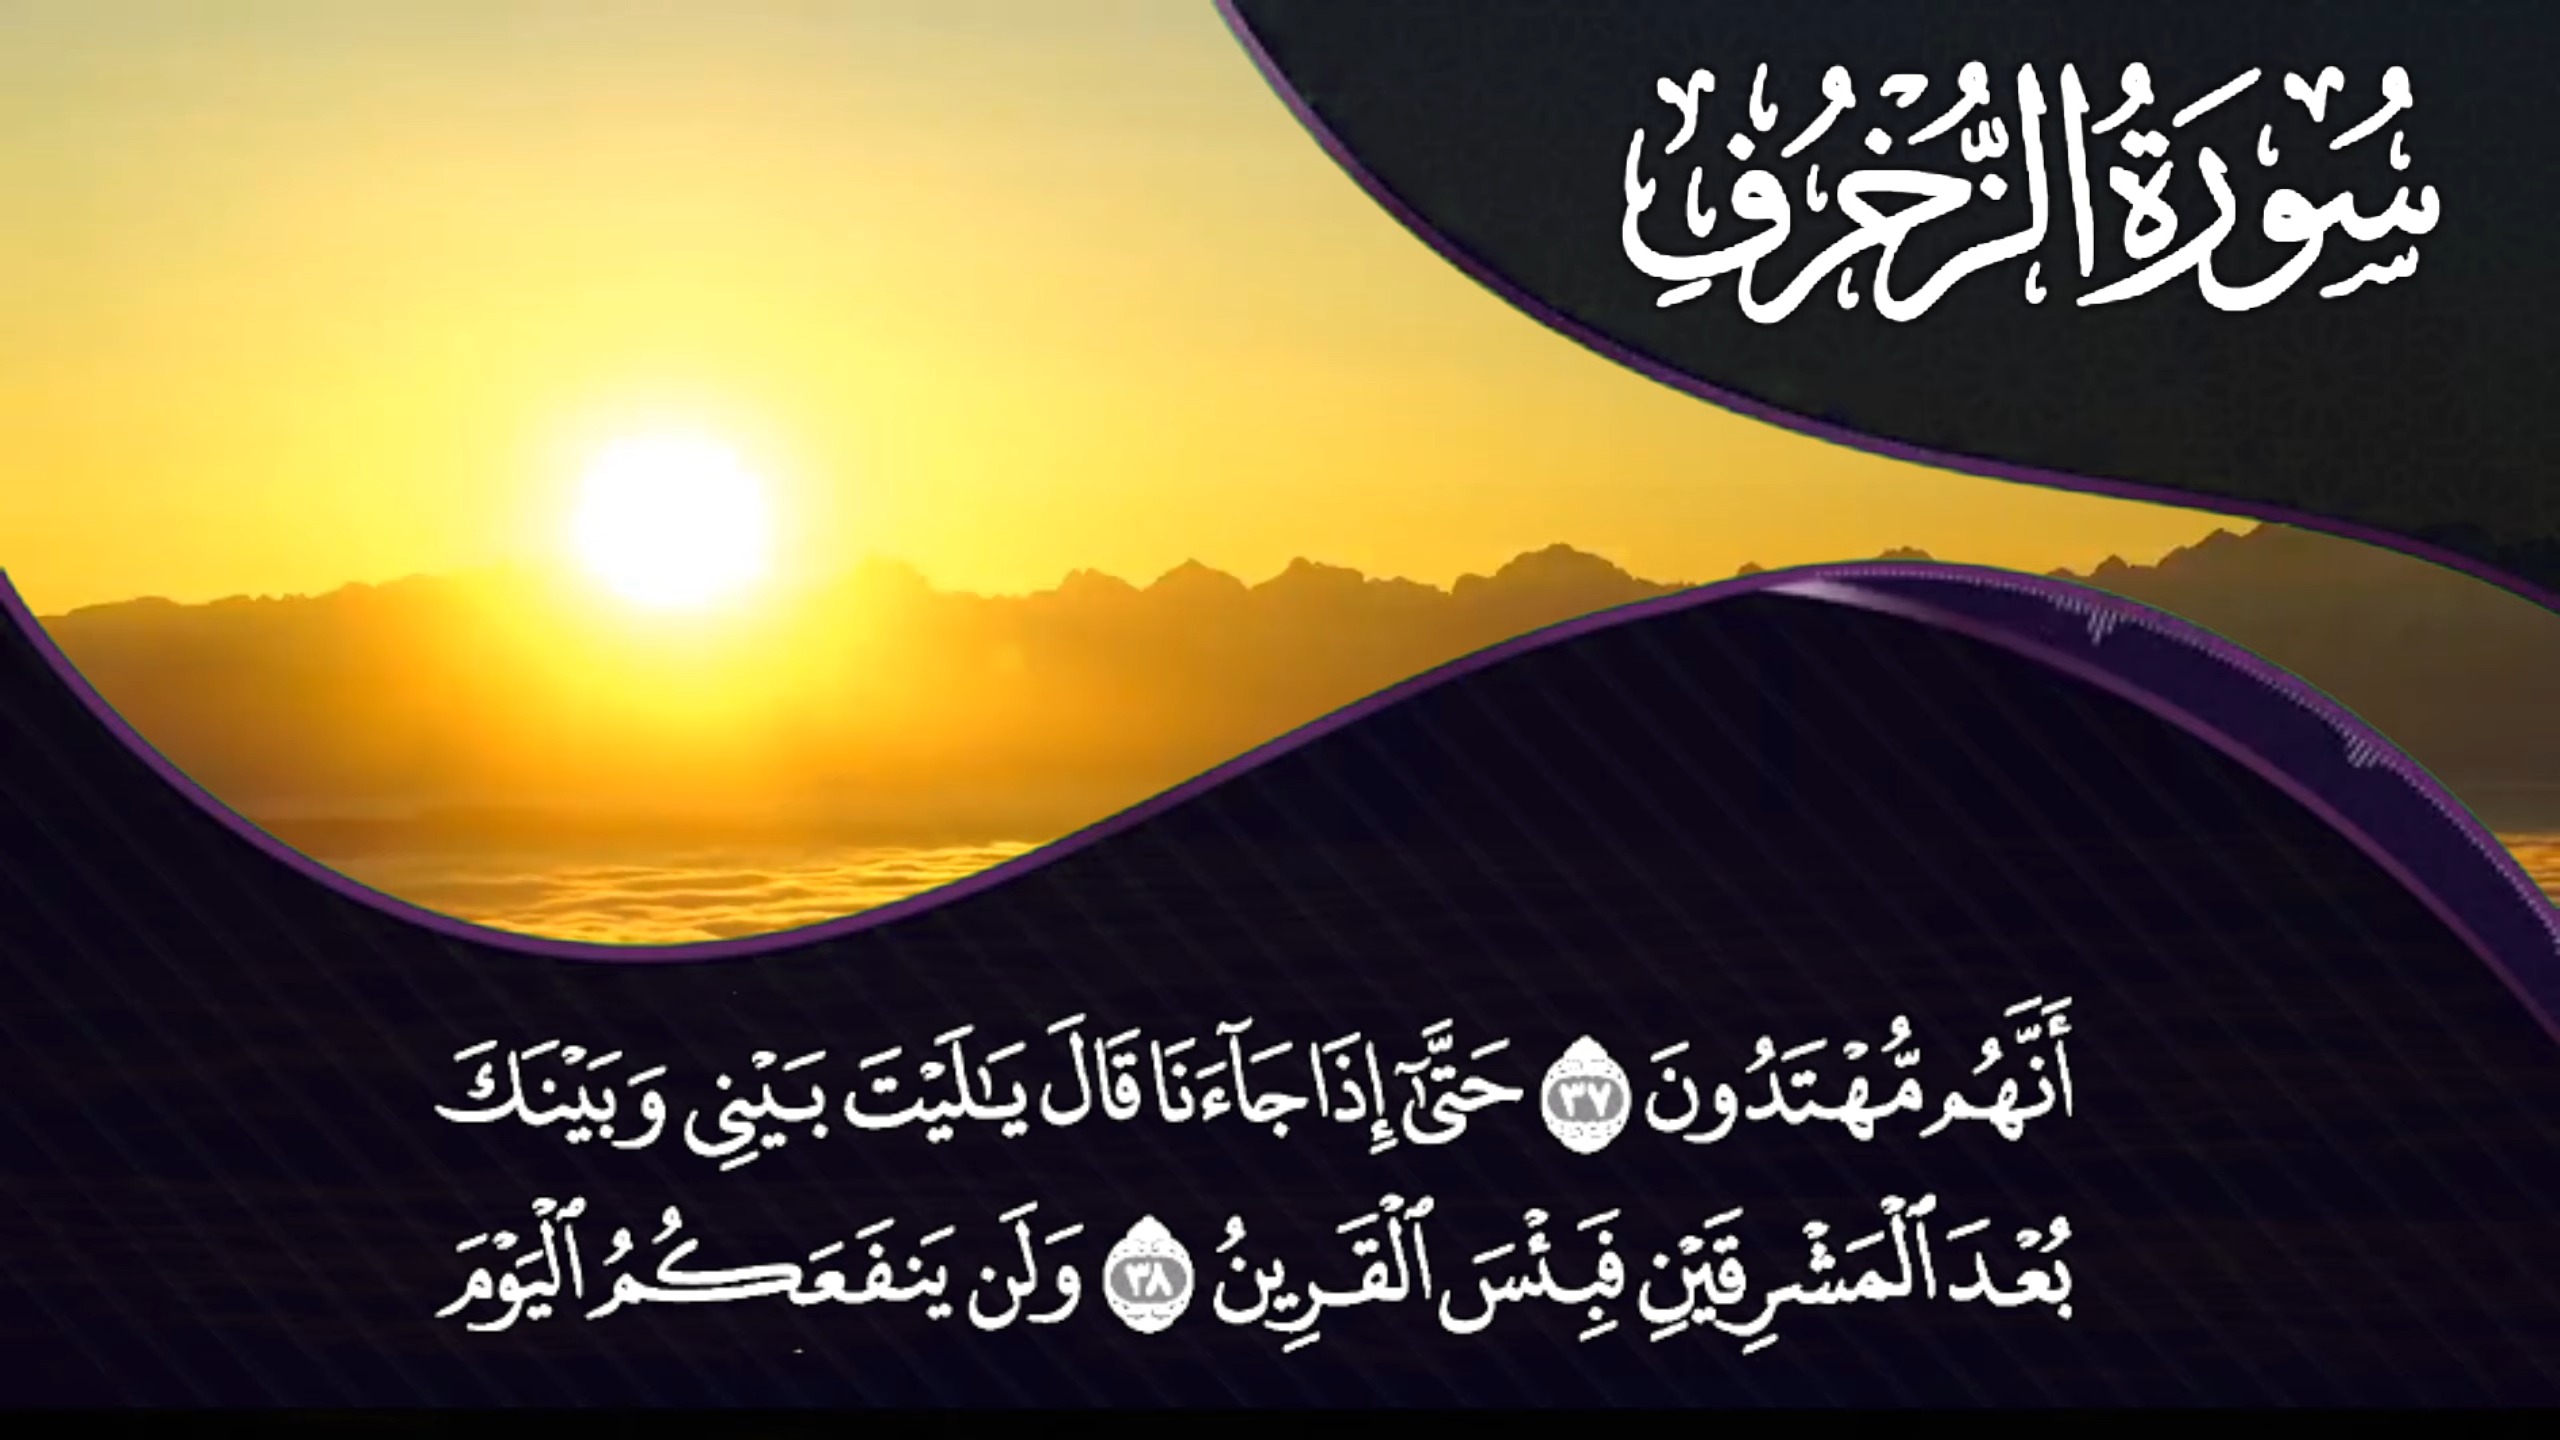 سُورَةُ الزُّخْرُفِ
أَنَّهُم مُّهْتَدُونَ ٣٧ حَتَّىٰٓ إِذَا جَآءَنَا قَالَ يَـٰلَيْتَ بَيْنِى وَبَيْنَكَ
بُعْدَ ٱلْمَشْرِقَيْنِ فَبِئْسَ ٱلْقَرِينُ ٣٨ وَلَن يَنفَعَكُمُ ٱلْيَوْمَ